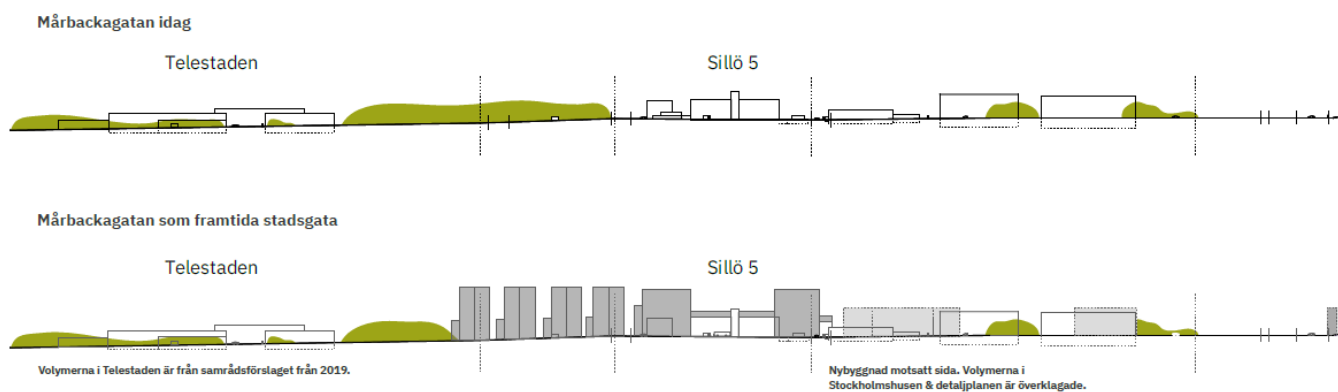 Mårbackagatan idag
Telestaden
Sillö 5
Mårbackagatan som framtida stadsgata
Telestaden
Sillö 5
Volymerna i Telestaden är från samrådsförslaget från 2019.
Nybyggnad motsatt sida. Volymerna i
Stockholmshusen & detaljplanen är överklagade.